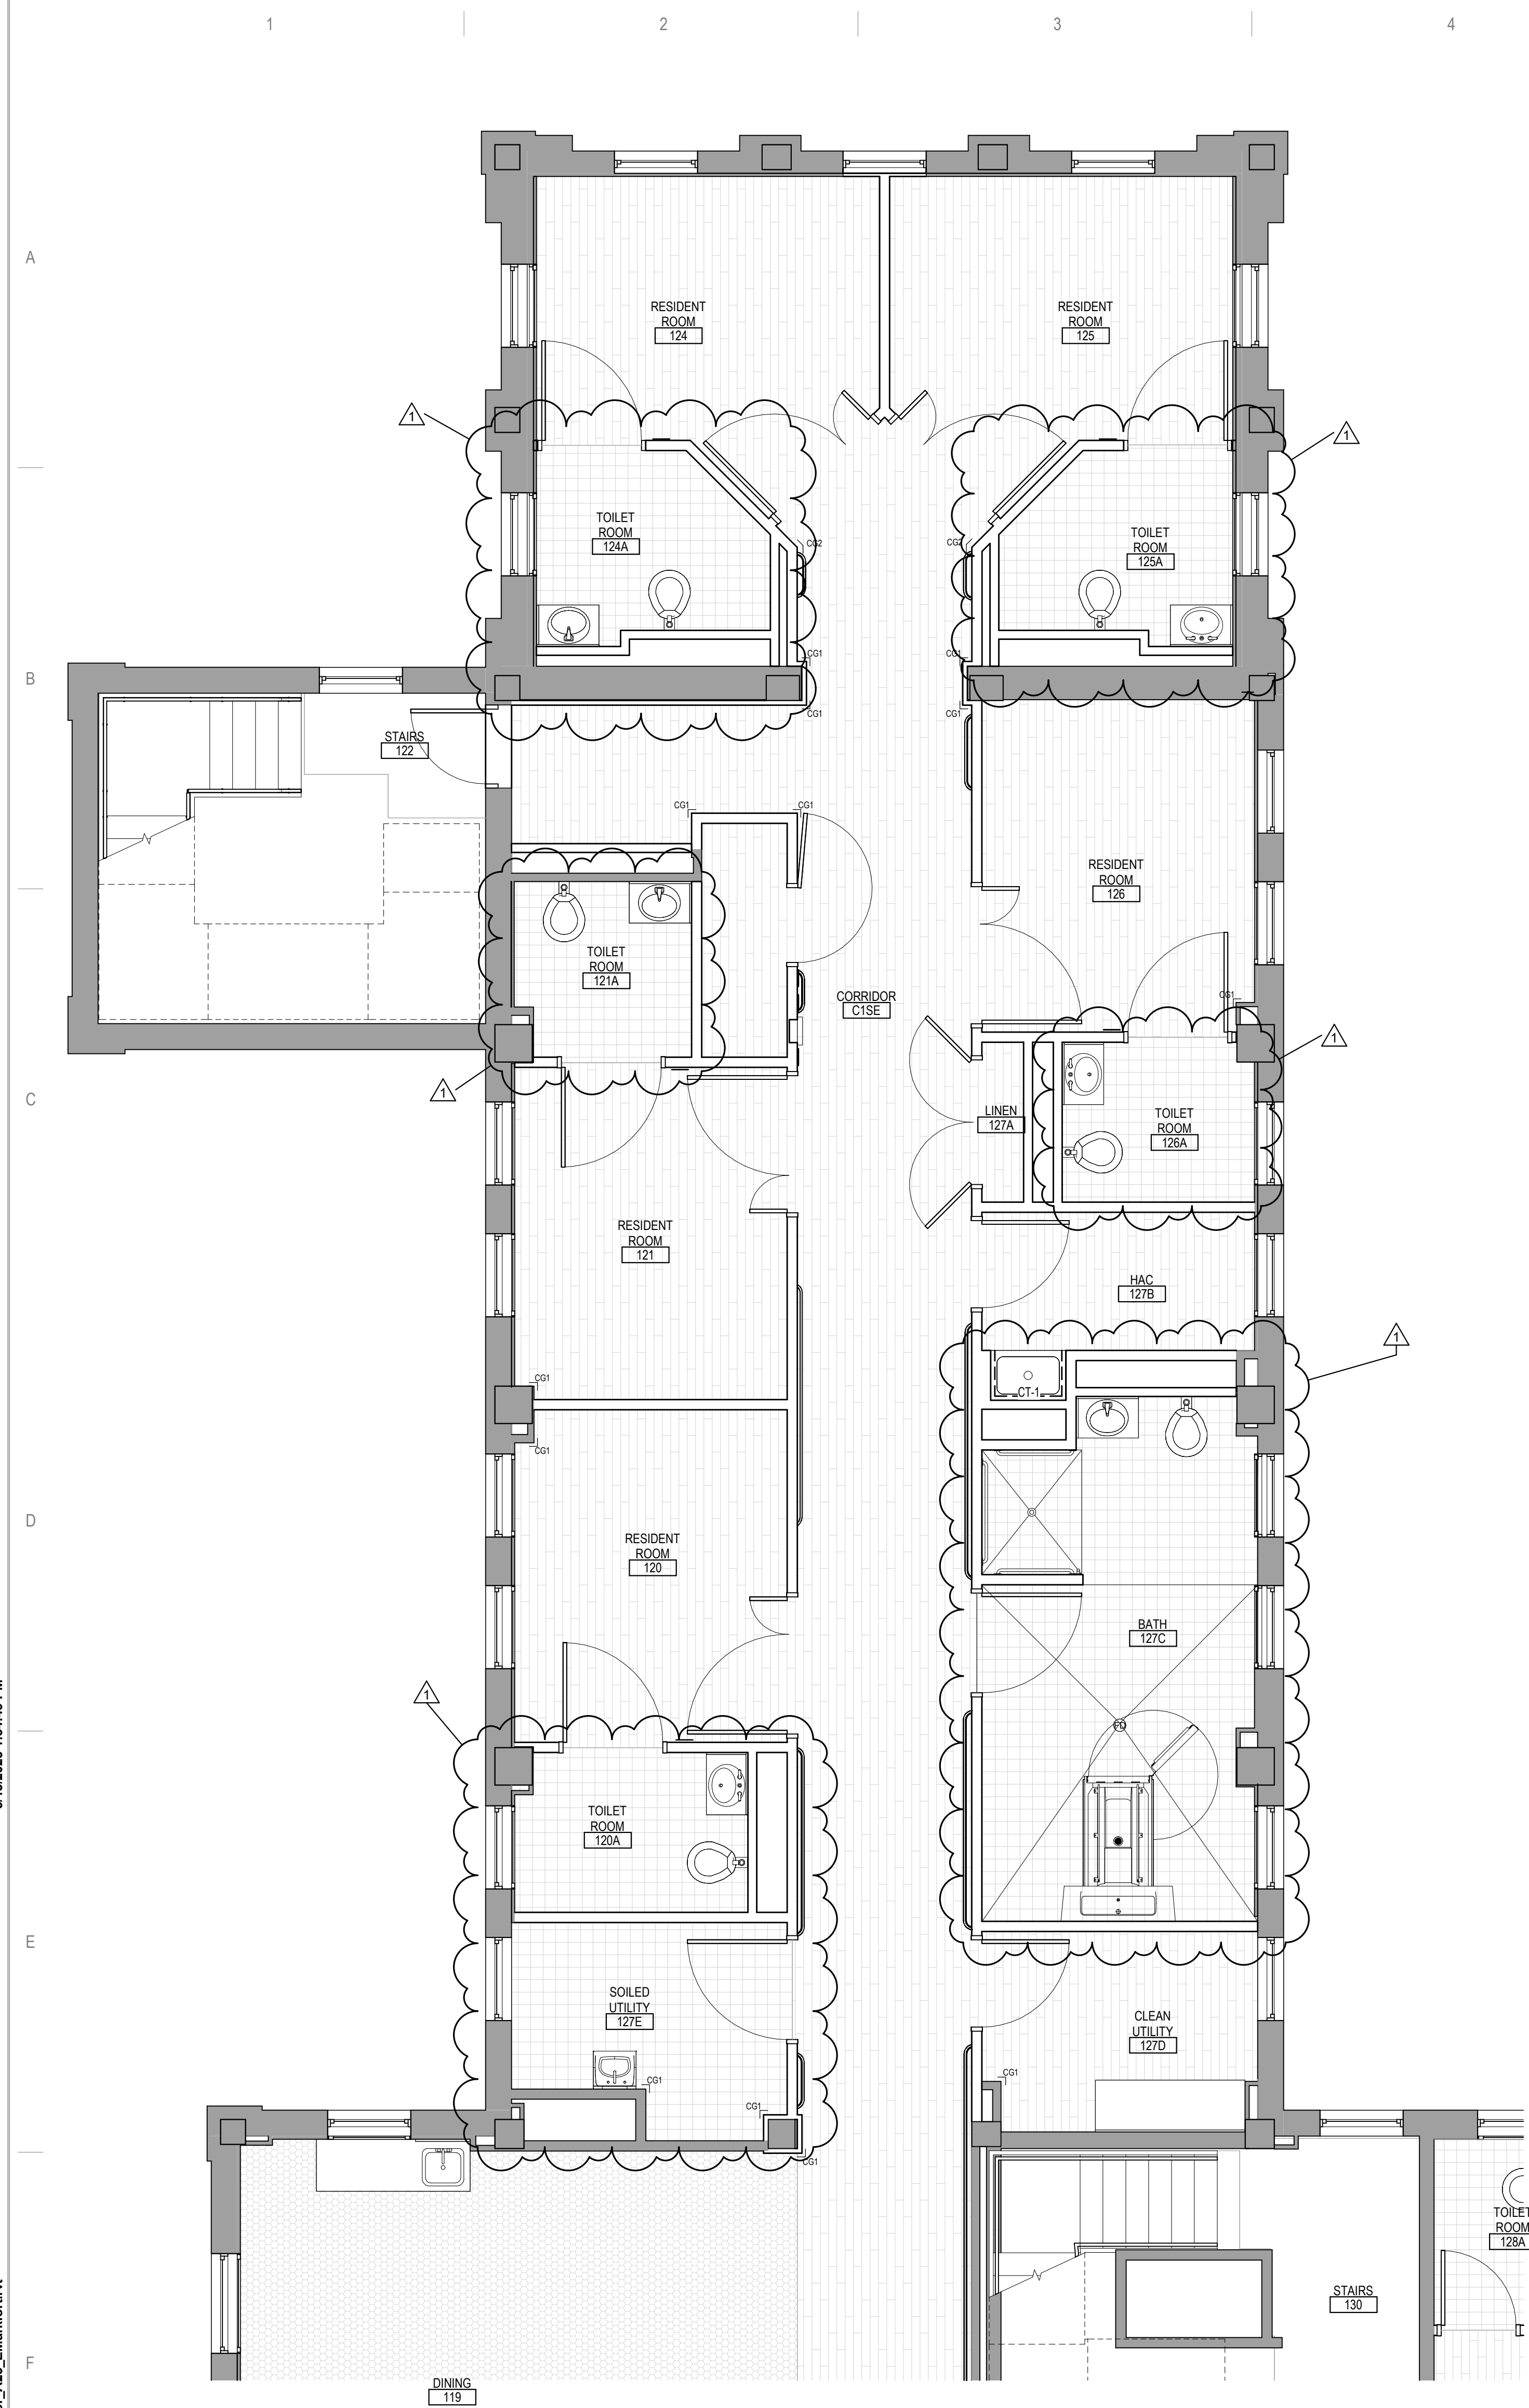 1
2
3
4
A
RESIDENT
ROOM
124
RESIDENT
ROOM
125
1
1
TOILET
ROOM
124A
CG2
CG2
TOILET
ROOM
125A
CG1
CG1
B
CG1
CG1
STAIRS
122
CG1
CG1
RESIDENT
ROOM
126
TOILET
ROOM
121A
CORRIDOR
C1SE
CG1
1
1
C
LINEN
127A
TOILET
ROOM
126A
RESIDENT
ROOM
121
HAC
127B
1
CG1
CT-1
CG1
D
RESIDENT
ROOM
120
BATH
127C
1
FD
TOILET
ROOM
120A
E
SOILED
UTILITY
127E
CLEAN
UTILITY
127D
CG1
CG1
CG1
CG1
TOILET
ROOM
128A
STAIRS
130
F
DINING
119